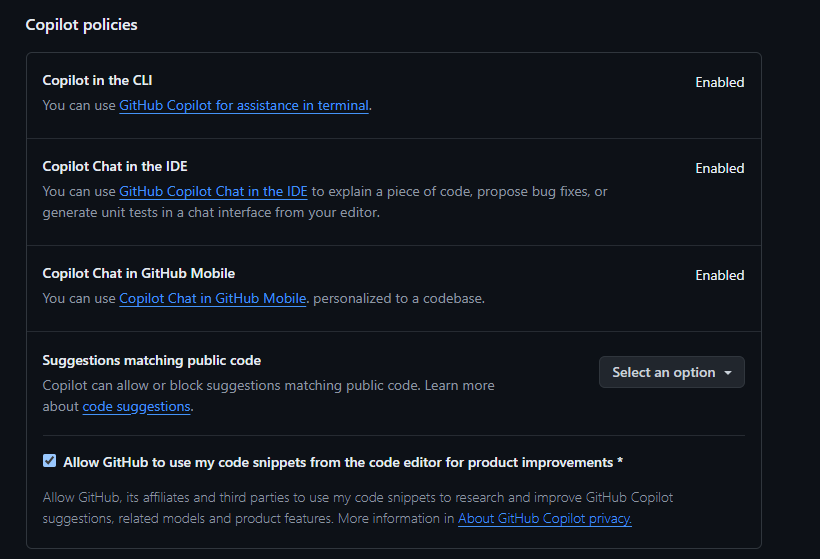 Copilot policies
Copilot in the CLI
Enabled
You can use GitHub Copilot for assistance in terminal.
Copilot Chat in the IDE
Enabled
You can use GitHub Copilot Chat in the IDE to explain a piece of code, propose bug fixes, or
generate unit tests in a chat interface from your editor.
Copilot Chat in GitHub Mobile
Enabled
You can use Copilot Chat in GitHub Mobile. personalized to a codebase.
Suggestions matching public code
Select an option
Copilot can allow or block suggestions matching public code. Learn more
about code suggestions.
Allow GitHub to use my code snippets from the code editor for product improvements *
Allow GitHub, its affiliates and third parties to use my code snippets to research and improve GitHub Copilot
suggestions, related models and product features. More information in About GitHub Copilot privacy.